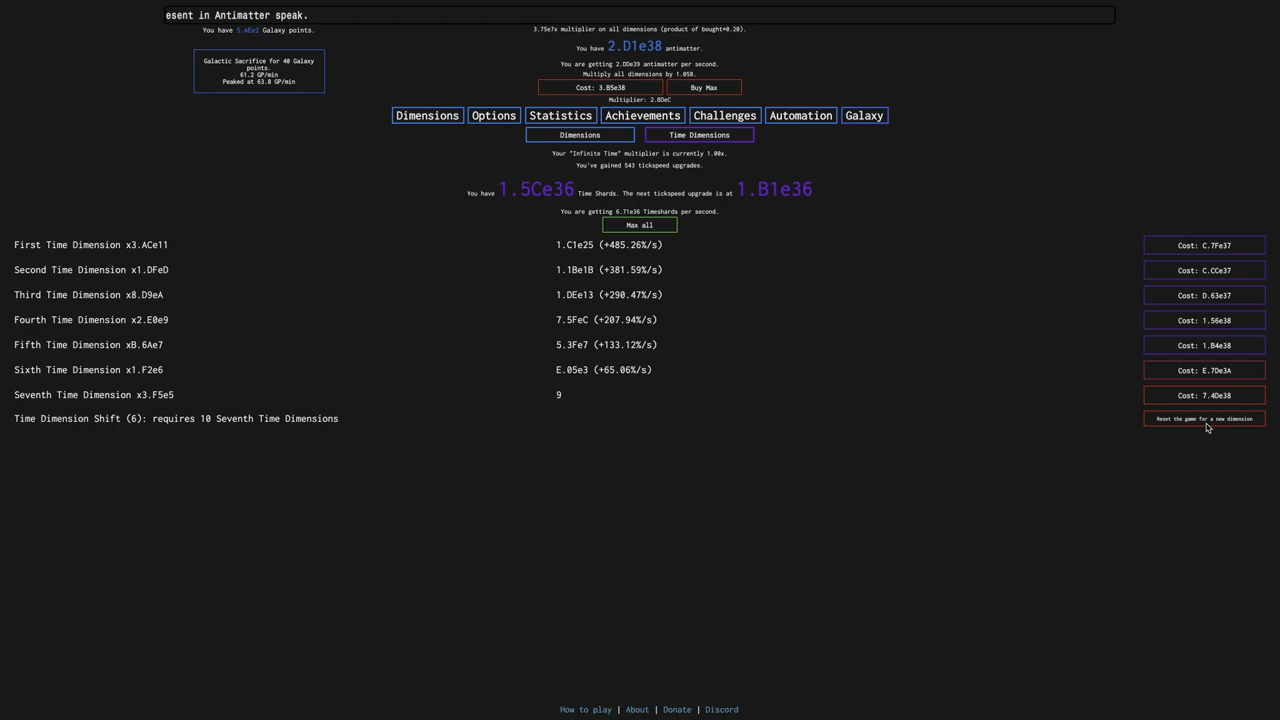 esent in Antimatter speak.
You have 5.4Ee2 Galaxy points.
3.75e7x multiplier on all dimensions (product of bought*0.20).
You have 2.D1e38 antimatter.
Galactic Sacrifice for 40 Galaxy
points.
61.2 GP/min
Peaked at 63.8 GP/min
You are getting 2.DDe39 antimatter per second.
Multiply all dimensions by 1.058.
Cost: 3.B5e38
Buy Max
Multiplier: 2.BDeC
Dimensions Options Statistics Achievements Challenges Automation Galaxy
Dimensions Time Dimensions
Your "Infinite Time" multiplier is currently 1.00x.
You've gained 543 tickspeed upgrades.
You have 1.5Ce36 Time Shards. The next tickspeed upgrade is at 1.B1e36
You are getting 6.71e36 Timeshards per second.
Max all
First Time Dimension x3.ACe11 1.C1e25 (+485.26%/s) Cost: C.7Fe37
Second Time Dimension x1.DFeD 1.1Be1B (+381.59%/s) Cost: C.CCe37
Third Time Dimension x8.D9eA 1.DEe13 (+290.47%/s) Cost: D.63e37
Fourth Time Dimension x2.E0e9 7.5FeC (+207.94%/s) Cost: 1.56e38
Fifth Time Dimension xB.6Ae7 5.3Fe7 (+133.12%/s) Cost: 1.B4e38
Sixth Time Dimension x1.F2e6 E.05e3 (+65.06%/s) Cost: E.7De3A
Seventh Time Dimension x3.F5e5 9 Cost: 7.4De38
Time Dimension Shift (6): requires 10 Seventh Time Dimensions Reset the game for a new dimension
How to play | About | Donate | Discord